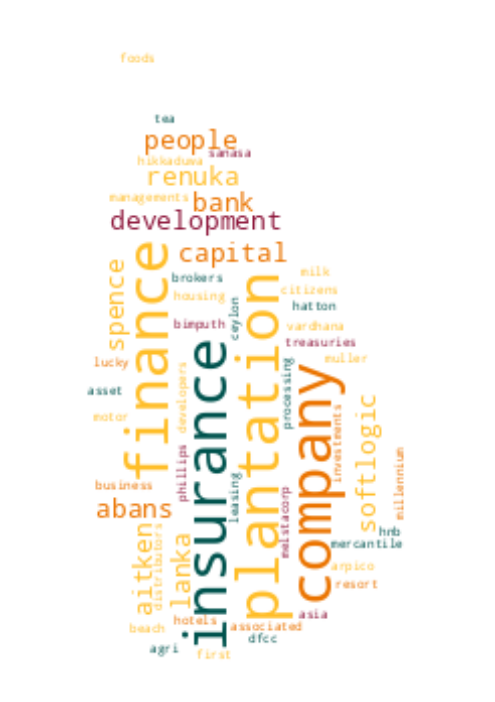 foods
tea
people
sanasa
hikkaduwa
renuka
managements
bank
development
capital
spence
finance
brokers
milk
citizens
housing
ceylon
plantation
hatton
bimputh
vardhana
treasuries
insurance
muller
lucky
developers
processing
company
asset
softlogic
motor
investments
phillips
millennium
business
leasing
melstacorp
abans
aitken
distributors
lanka
hnb
mercantile
arpico
resort
asia
hotels
beach
associated
dfcc
agri
first